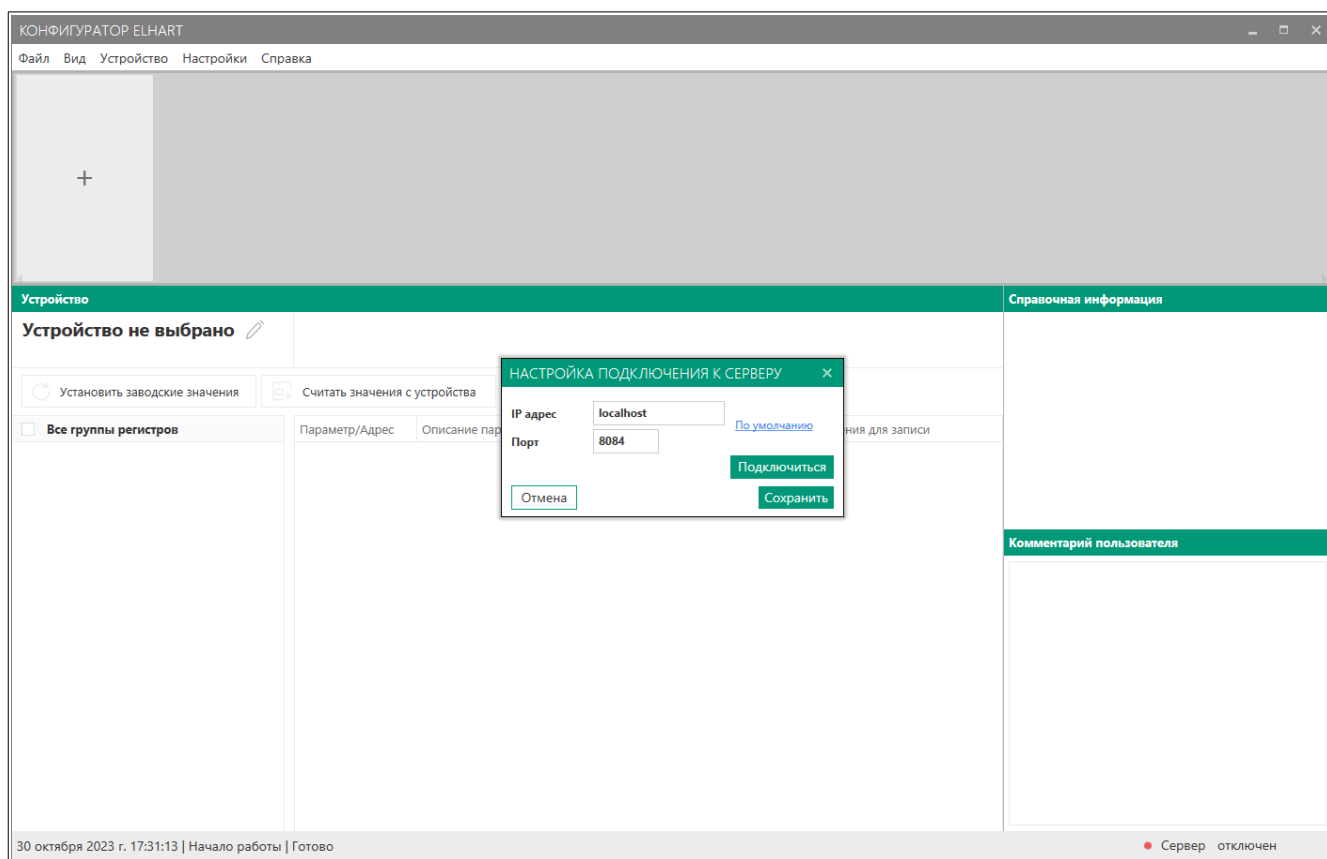 КОНФИГУРАТОР ELHART
Файл Вид Устройство Настройки Справка
+
Устройство
Справочная информация
Устройство не выбрано
НАСТРОЙКА ПОДКЛЮЧЕНИЯ К СЕРВЕРУ
Установить заводские значения
Считать значения с устройства
IP адрес localhost
По умолчанию
Порт 8084
Все группы регистров
Параметр/Адрес
Описание пар
ния для записи
Подключиться
Отмена
Сохранить
Комментарий пользователя
30 октября 2023 г. 17:31:13 | Начало работы | Готово
Сервер отключен